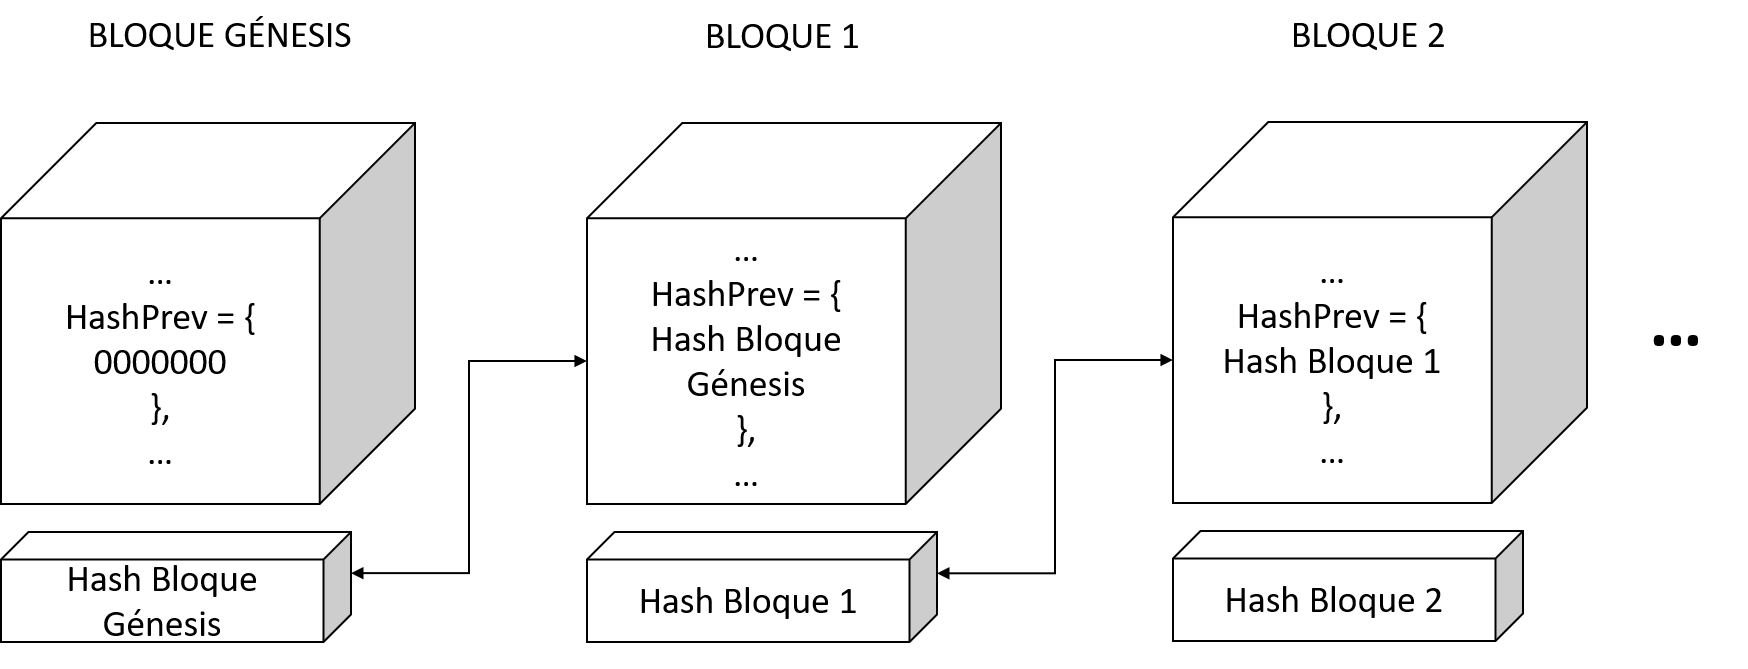 BLOQUE GÉNESIS
BLOQUE 1
BLOQUE 2
...
HashPrev = {
0000000
},
...
Hash Bloque
Génesis
...
HashPrev = {
Hash Bloque
Génesis
},
...
Hash Bloque 1
...
HashPrev = {
Hash Bloque 1
},
...
Hash Bloque 2
...